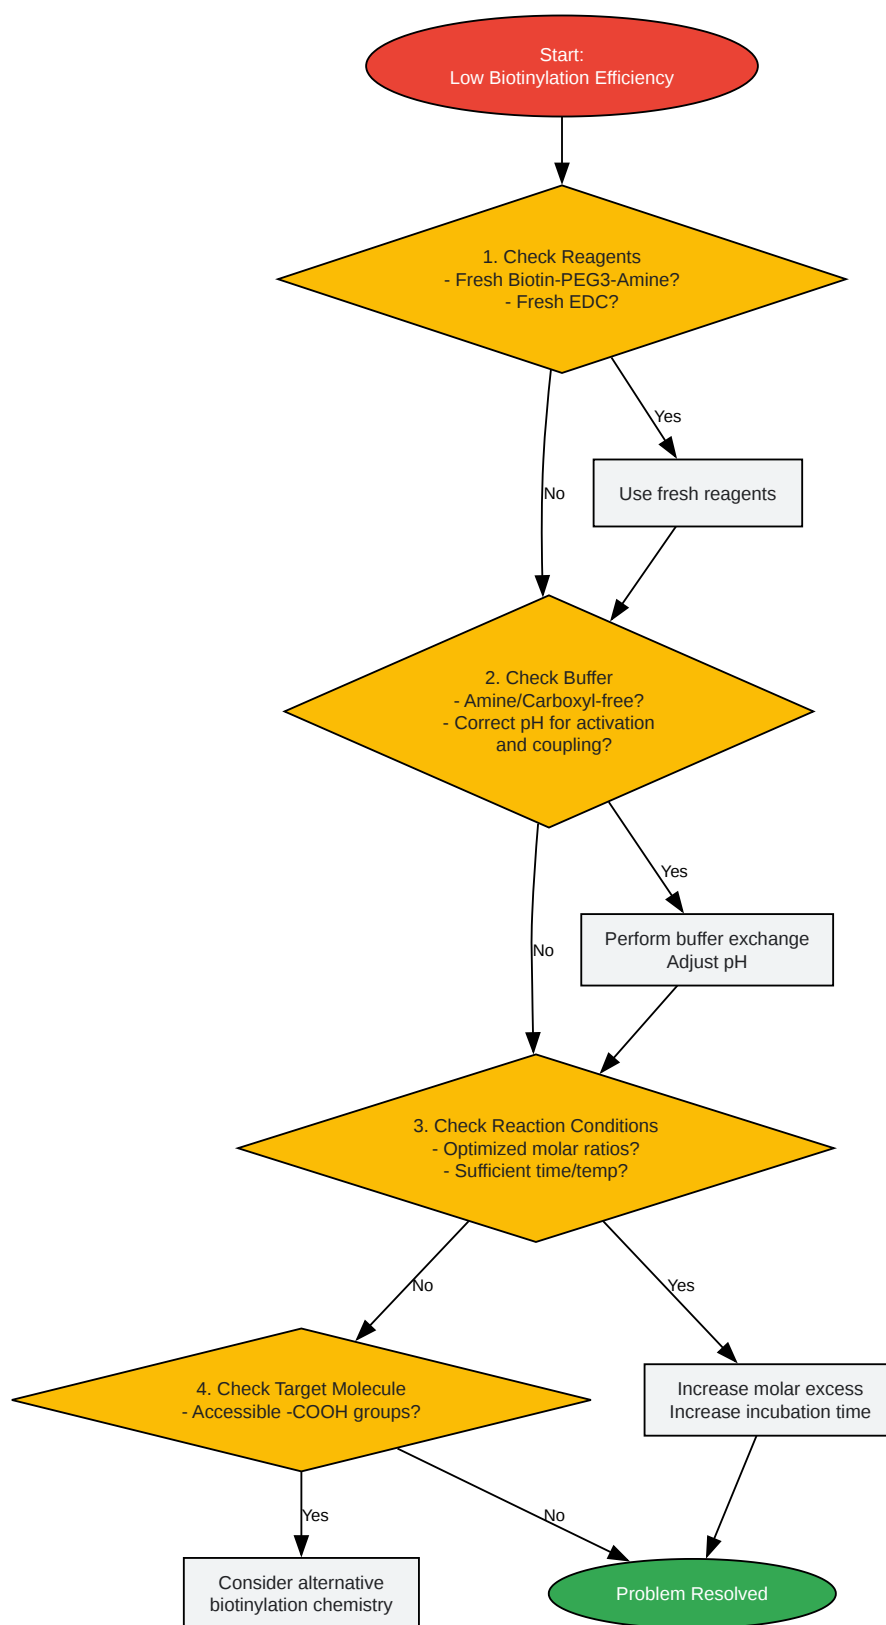 Start:
Low Biotinylation Efficiency
1. Check Reagents
- Fresh Biotin-PEG3-Amine?
- Fresh EDC?
Yes
No
Use fresh reagents
2. Check Buffer
- Amine/Carboxyl-free?
- Correct pH for activation
and coupling?
Yes
No
Perform buffer exchange
Adjust pH
3. Check Reaction Conditions
- Optimized molar ratios?
- Sufficient time/temp?
No
Yes
4. Check Target Molecule
- Accessible -COOH groups?
Increase molar excess
Increase incubation time
Yes
No
Consider alternative
biotinylation chemistry
Problem Resolved